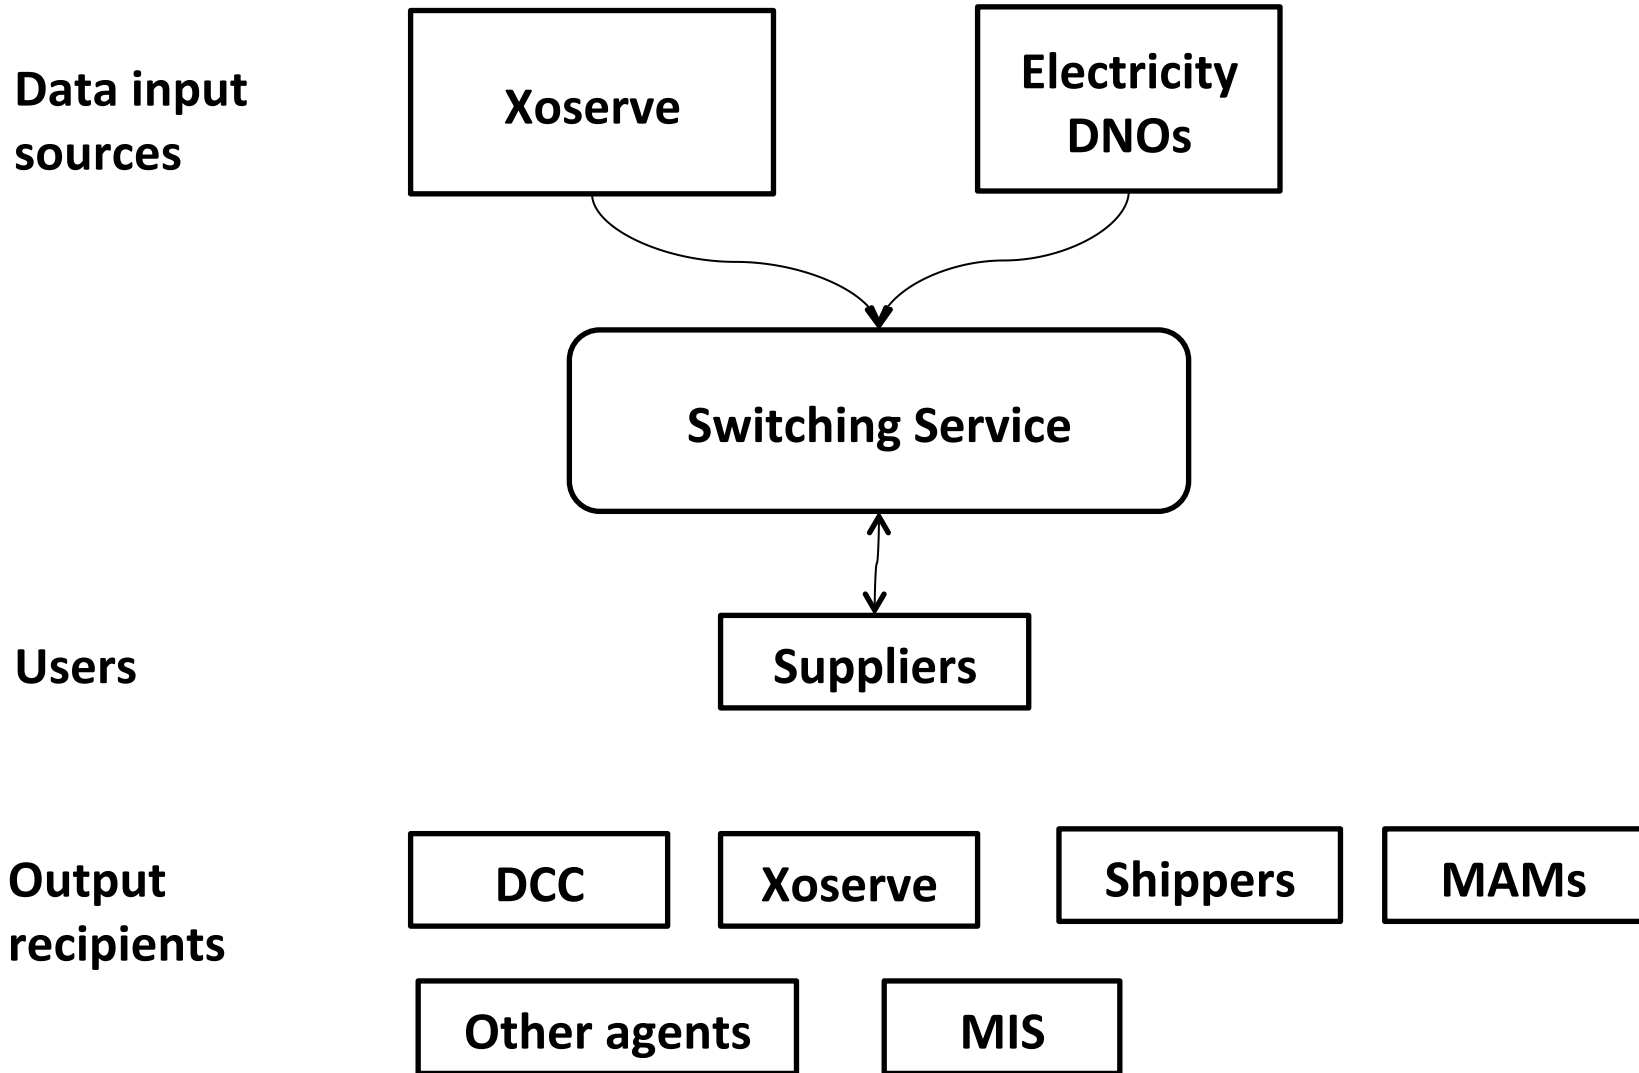 Data input
sources
Xoserve
Electricity
DNOs
Switching Service
Users
Suppliers
Output
recipients
DCC
Xoserve
Shippers
MAMs
Other agents
MIS